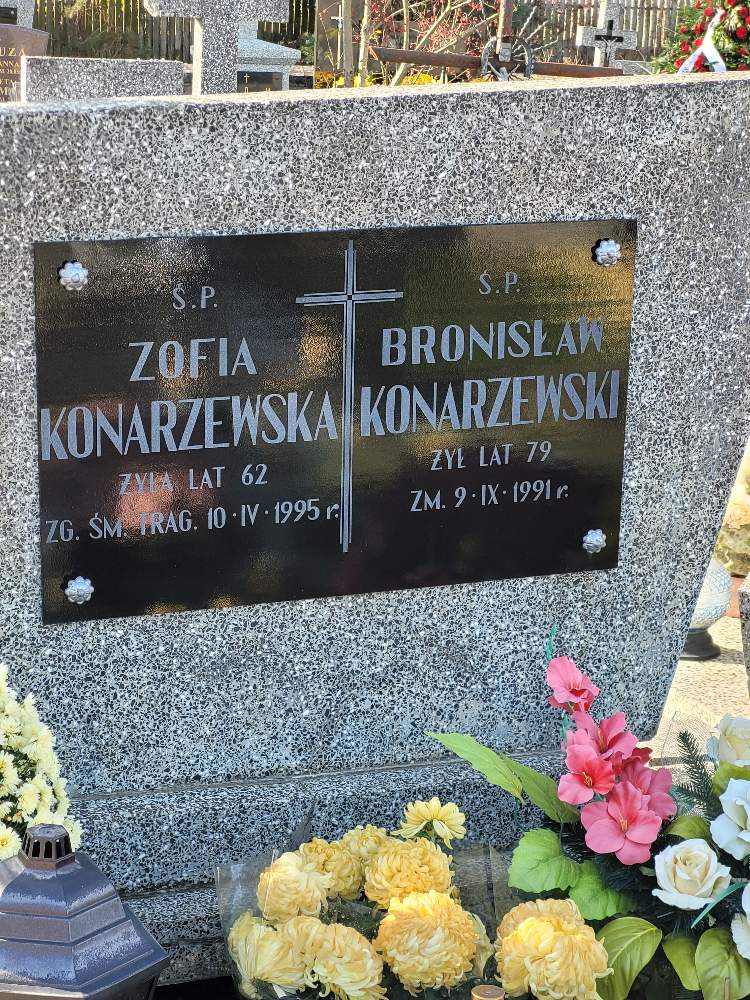 Ś.P.
ZOFIA
KONARZEWSKA
ŻYŁA LAT 62
ZG. ŚM. TRAG. 10·IV·1995 r.
Ś.P.
BRONISŁAW
KONARZEWSKI
ŻYŁ LAT 79
ZM. 9·IX·1991 r.